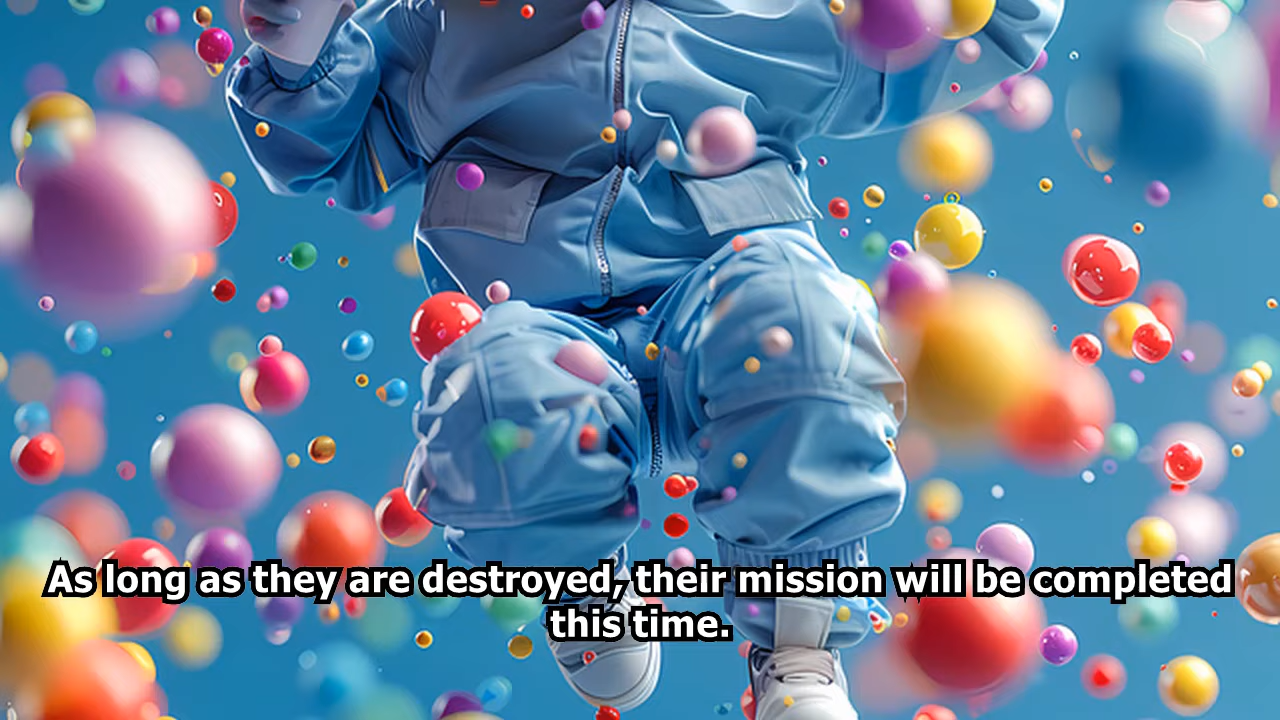 As long as they are destroyed, their mission will be completed
this time.